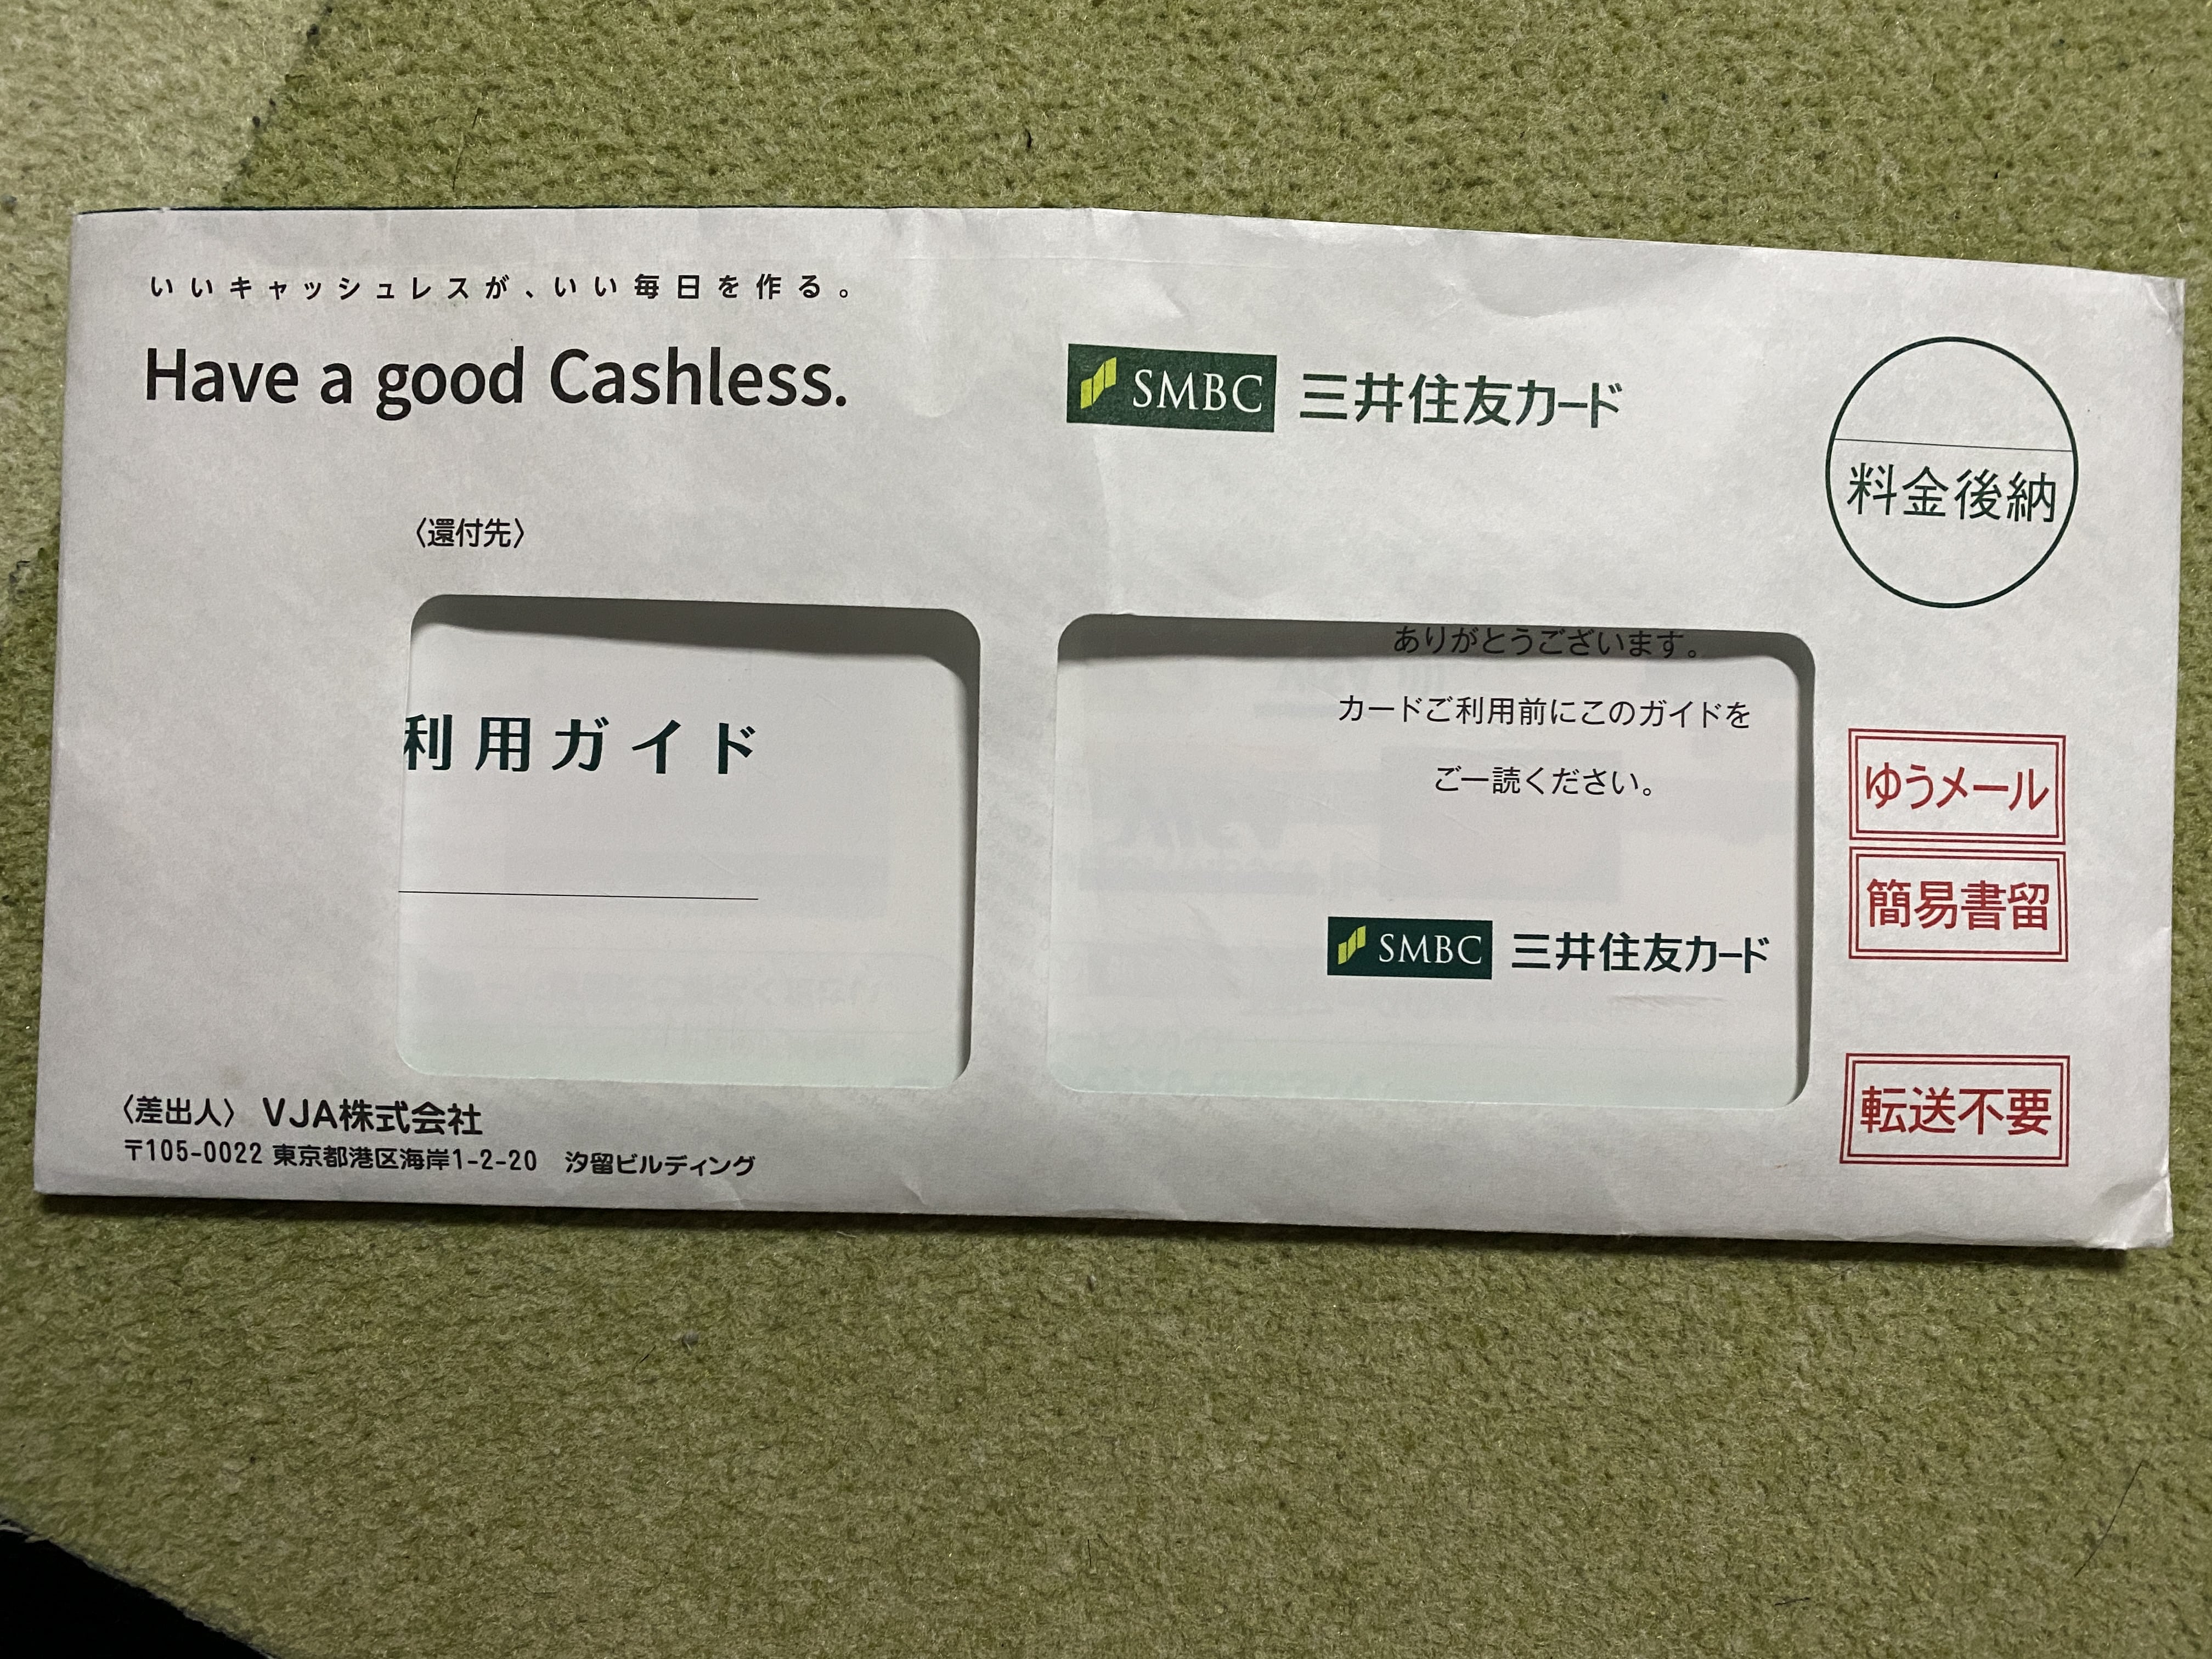 いいキャッシュレスが、いい毎日を作る。
Have a good Cashless.
SMBC 三井住友カード
料金後納
〈還付先〉
利用ガイド
ありがとうございます。
カードご利用前にこのガイドを
ご一読ください。
SMBC 三井住友カード
ゆうメール
簡易書留
転送不要
〈差出人〉 VJA株式会社
〒105-0022 東京都港区海岸1-2-20 汐留ビルディング